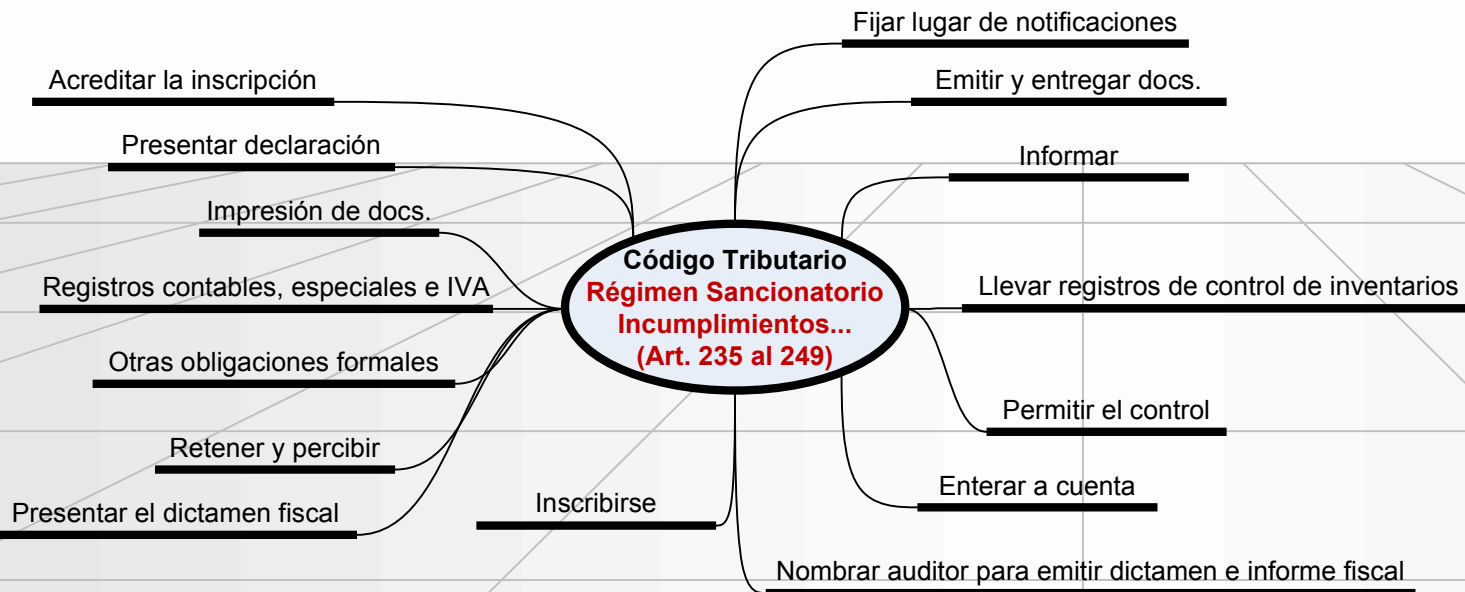 Fijar lugar de notificaciones
Acreditar la inscripción
Emitir y entregar docs.
Presentar declaración
Informar
Impresión de docs.
Código Tributario
Régimen Sancionatorio
Incumplimientos...
(Art. 235 al 249)
Registros contables, especiales e IVA
Llevar registros de control de inventarios
Otras obligaciones formales
Permitir el control
Retener y percibir
Enterar a cuenta
Inscribirse
Presentar el dictamen fiscal
Nombrar auditor para emitir dictamen e informe fiscal